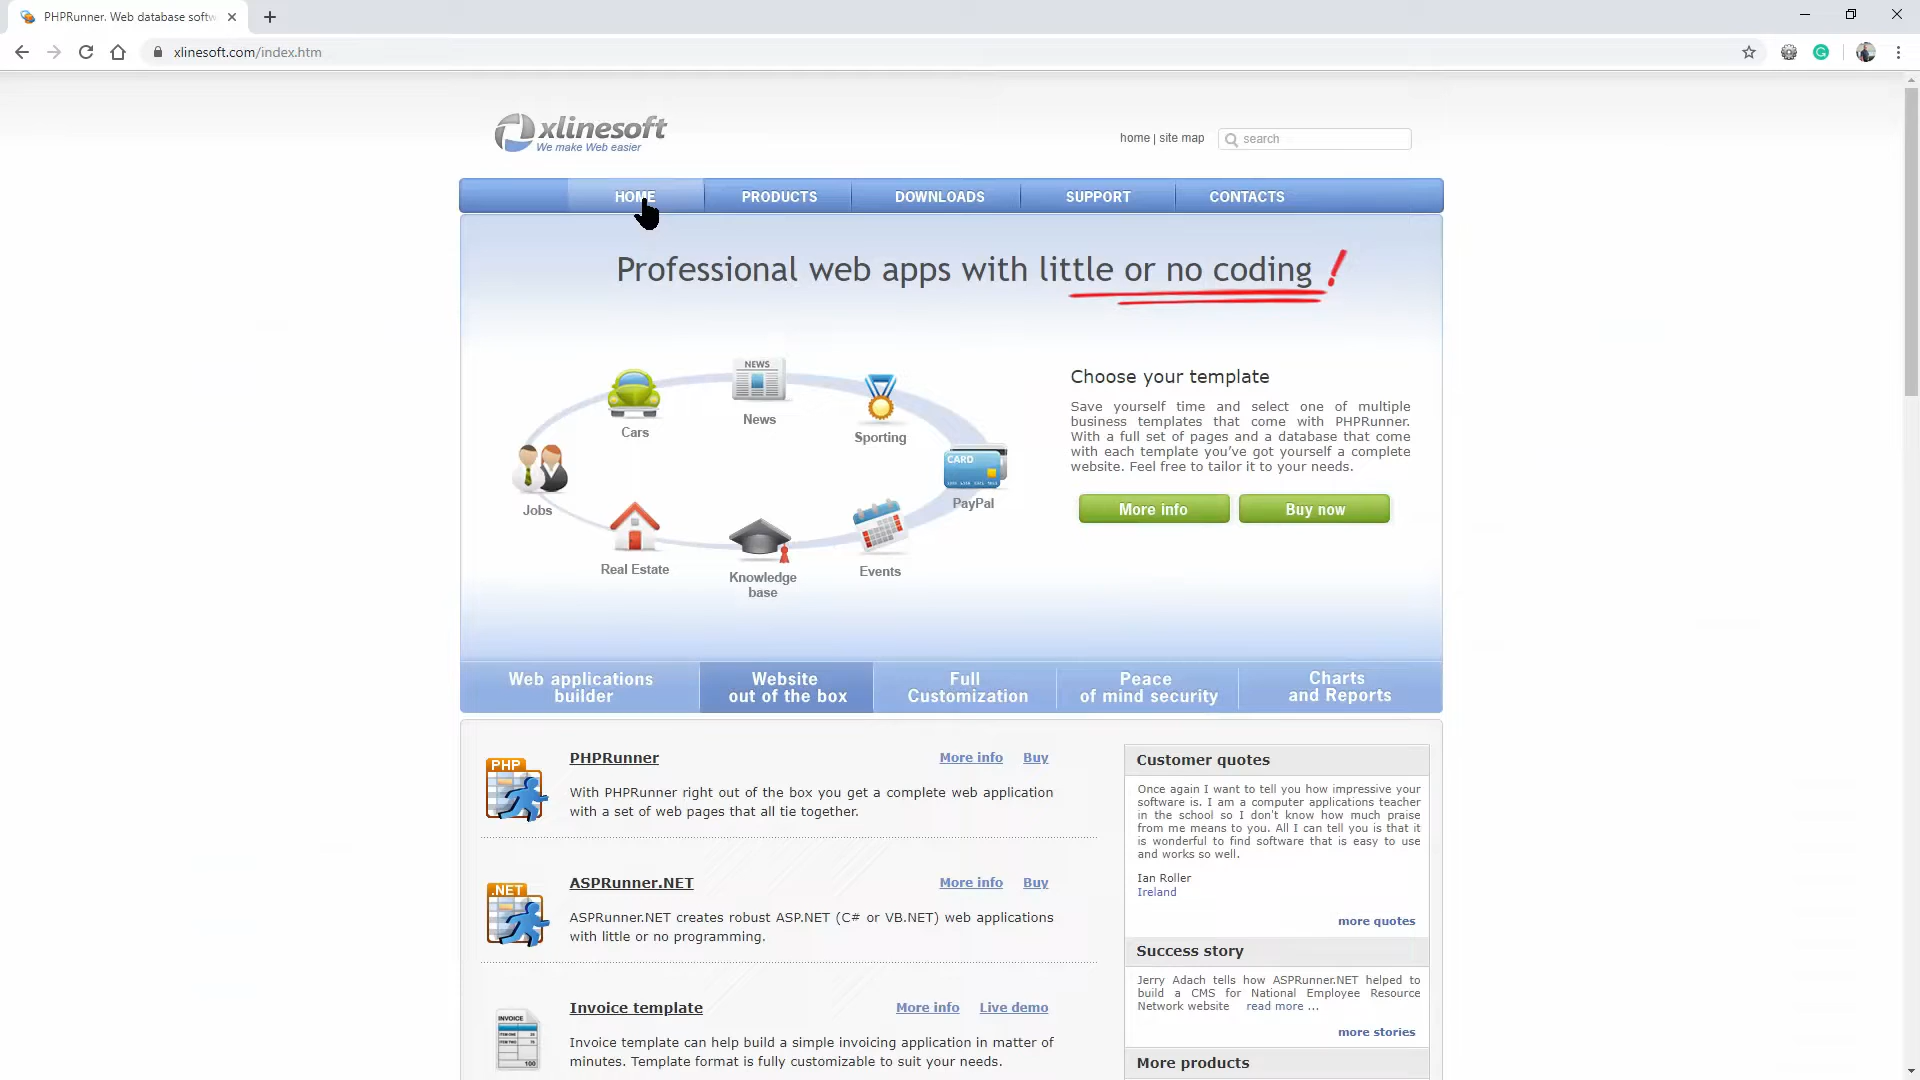 PHPRunner. Web database softw
xlinesoft.com/index.htm
xlinesoft
We make Web easier
home | site map
search
HOME
PRODUCTS
DOWNLOADS
SUPPORT
CONTACTS
Professional web apps with little or no coding!
Cars
NEWS
News
Sporting
CARD
PayPal
Jobs
Real Estate
Knowledge
base
Events
Choose your template
Save yourself time and select one of multiple
business templates that come with PHPRunner.
With a full set of pages and a database that come
with each template you've got yourself a complete
website. Feel free to tailor it to your needs.
More info
Buy now
Web applications
builder
Website
out of the box
Full
Customization
Peace
of mind security
Charts
and Reports
PHP
PHPRunner
More info
Buy
With PHPRunner right out of the box you get a complete web application
with a set of web pages that all tie together.
.NET
ASPRunner.NET
More info
Buy
ASPRunner.NET creates robust ASP.NET (C# or VB.NET) web applications
with little or no programming.
INVOICE
100
Invoice template
More info
Live demo
Invoice template can help build a simple invoicing application in matter of
minutes. Template format is fully customizable to suit your needs.
Customer quotes
Once again I want to tell you how impressive your
software is. I am a computer applications teacher
in the school so I don't know how much praise
from me means to you. All I can tell you is that it
is wonderful to find software that is easy to use
and works so well.
Ian Roller
Ireland
more quotes
Success story
Jerry Adach tells how ASPRunner.NET helped to
build a CMS for National Employee Resource
Network website read more ...
more stories
More products